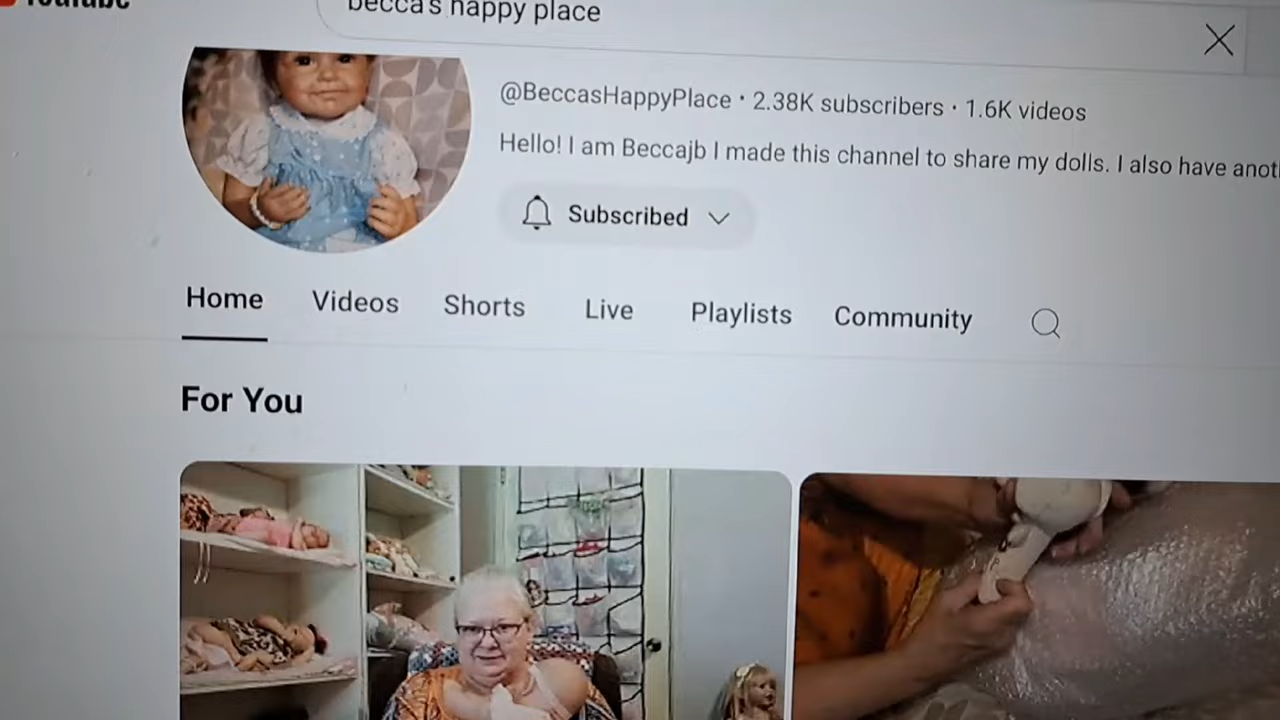 YouTube
becca's happy place
@BeccasHappyPlace · 2.38K subscribers · 1.6K videos
Hello! I am Beccajb I made this channel to share my dolls. I also have anot
Subscribed
Home Videos Shorts Live Playlists Community
For You